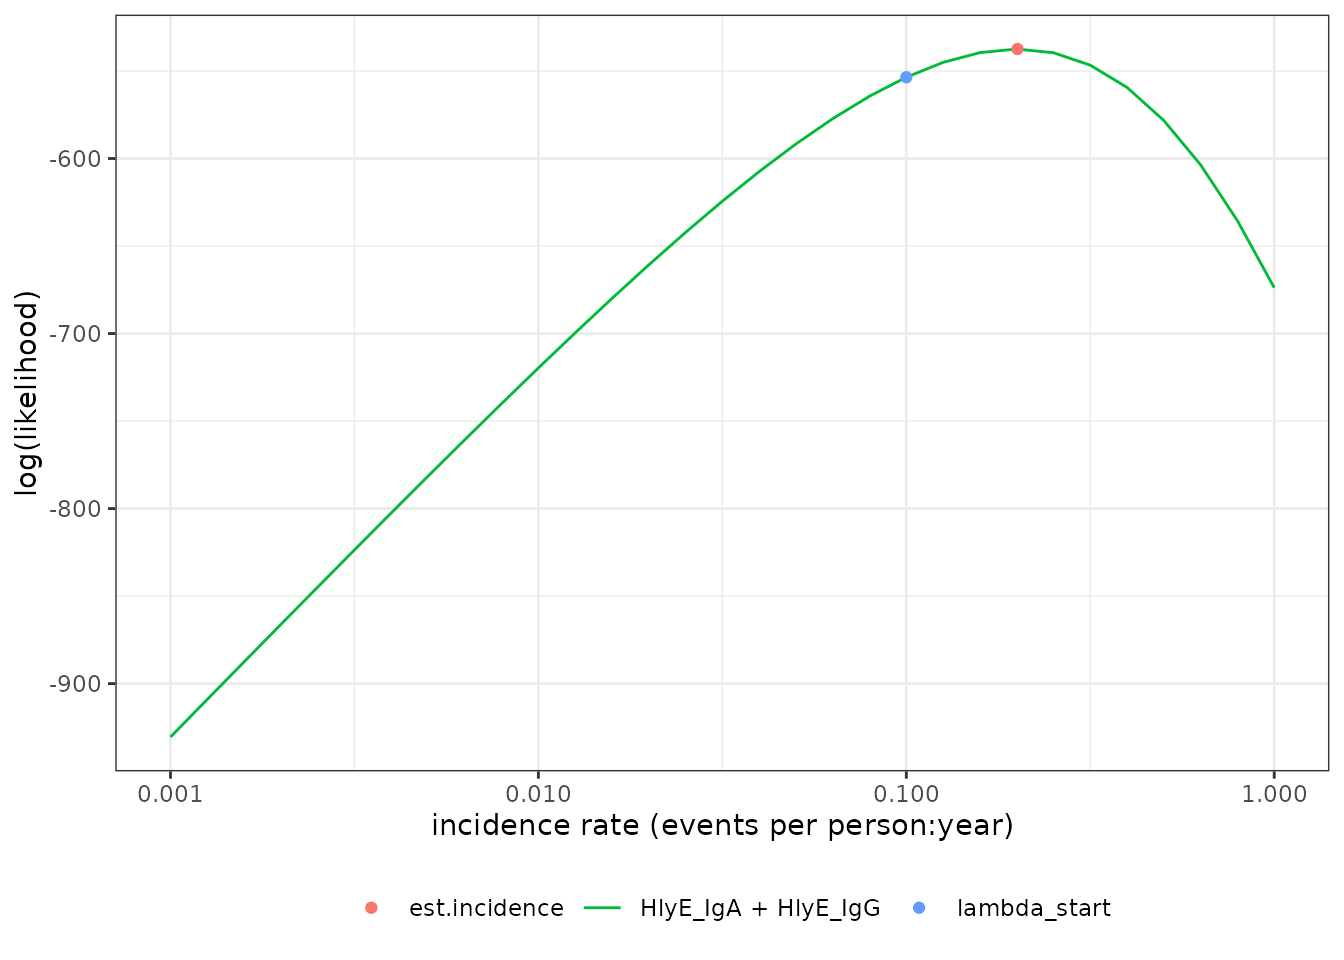 log(likelihood)
-600
-700
-800
-900
0.001 0.010 0.100 1.000
incidence rate (events per person:year)
est.incidence HlyE_IgA + HlyE_IgG lambda_start